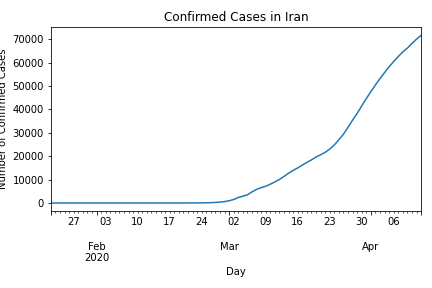 Confirmed Cases in Iran
Number of Confirmed Cases
70000
60000
50000
40000
30000
20000
10000
0
27 03 10 17 24 02 09 16 23 30 06
Feb Mar Apr
2020
Day